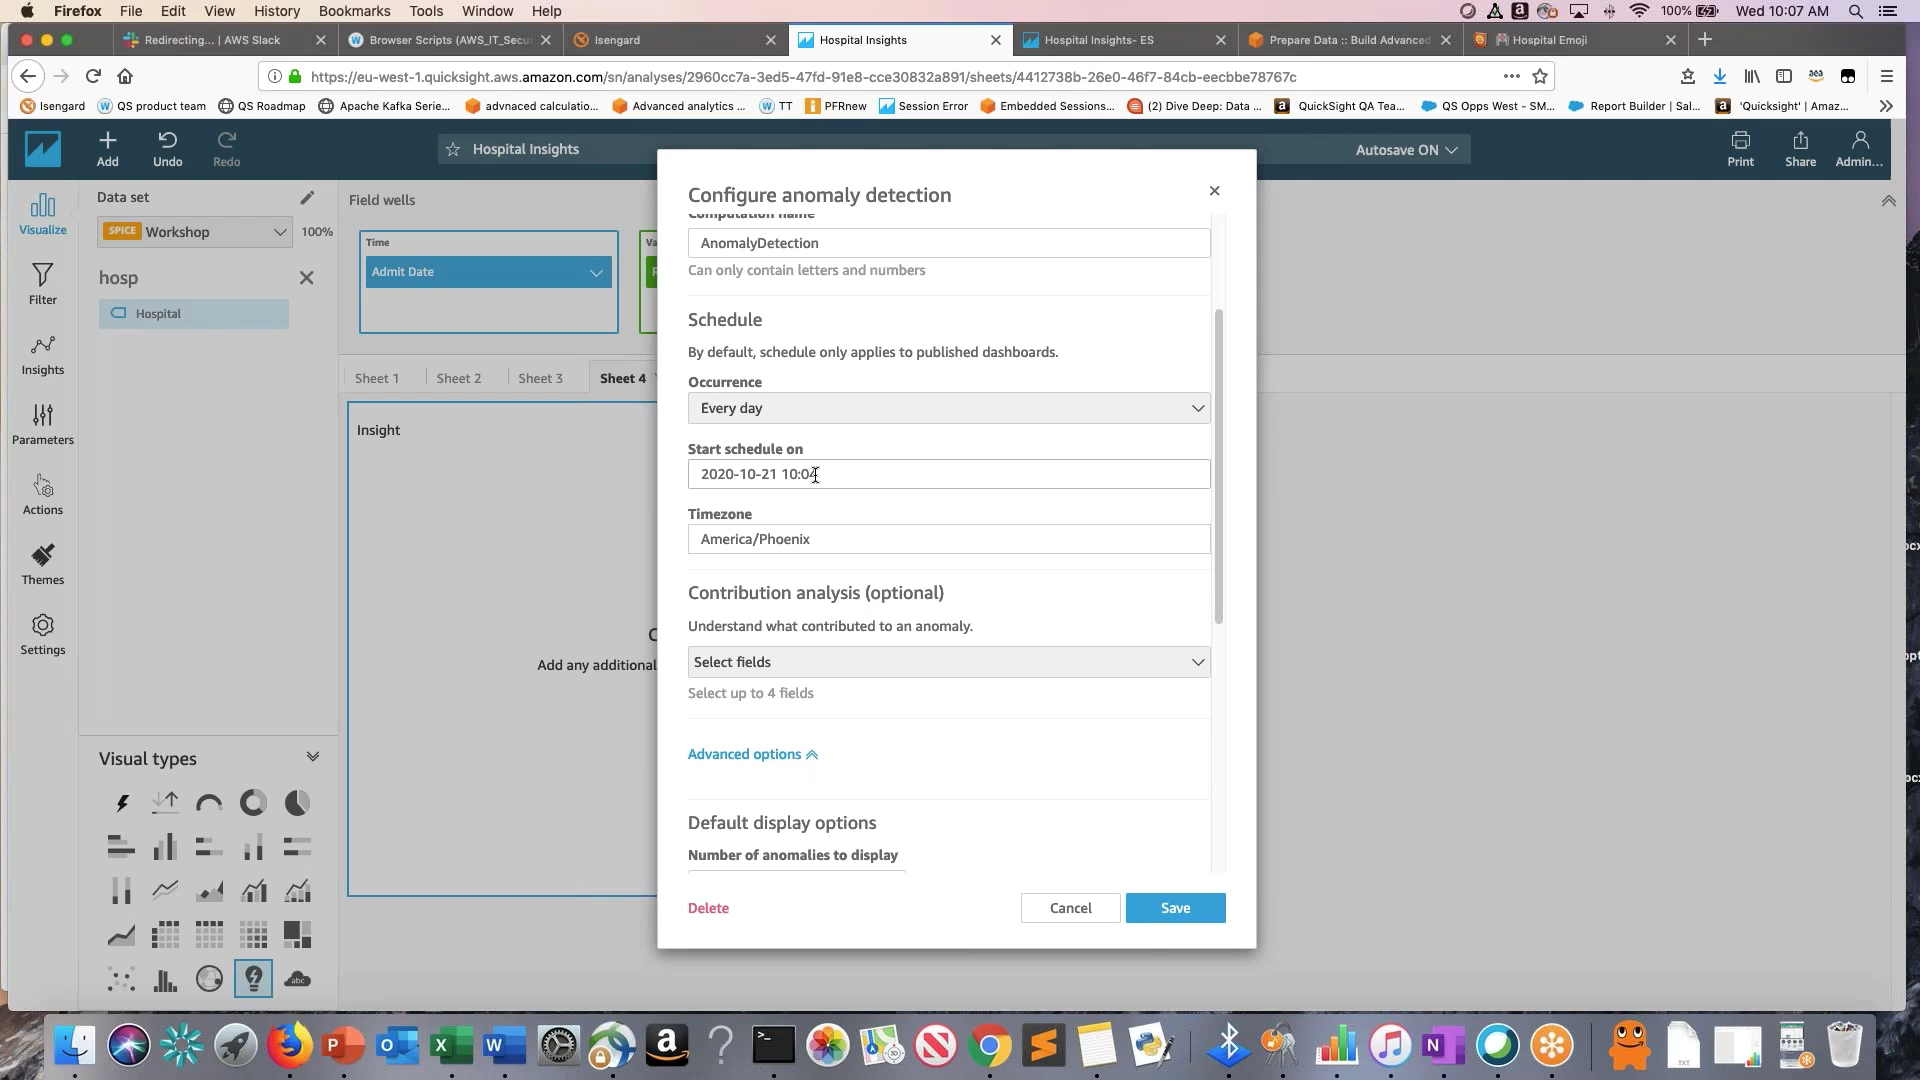 Firefox File Edit View History Bookmarks Tools Window Help 100% Wed 10:07 AM
Redirecting... | AWS Slack
Browser Scripts (AWS_IT_Secu
Isengard
Hospital Insights
Hospital Insights- ES
Prepare Data :: Build Advanced
Hospital Emoji
https://eu-west-1.quicksight.aws.amazon.com/sn/analyses/2960cc7a-3ed5-47fd-91e8-cce30832a891/sheets/4412738b-26e0-46f7-84cb-eecbbe78767c
Isengard
QS product team
QS Roadmap
Apache Kafka Serie...
advnaced calculatio...
Advanced analytics ...
TT
PFRnew
Session Error
Embedded Sessions...
(2) Dive Deep: Data ...
QuickSight QA Tea...
QS Opps West - SM...
Report Builder | Sal...
'Quicksight' | Amaz...
Add
Undo
Redo
Hospital Insights
Autosave ON
Print
Share
Admin...
Visualize
Filter
Insights
Parameters
Actions
Themes
Settings
Data set
SPICE Workshop 100%
hosp
Hospital
Visual types
abc
Field wells
Time
Admit Date
Va
Sheet 1
Sheet 2
Sheet 3
Sheet 4
Insight
C
Add any additional
Configure anomaly detection
Computation name
AnomalyDetection
Can only contain letters and numbers
Schedule
By default, schedule only applies to published dashboards.
Occurrence
Every day
Start schedule on
2020-10-21 10:04
Timezone
America/Phoenix
Contribution analysis (optional)
Understand what contributed to an anomaly.
Select fields
Select up to 4 fields
Advanced options
Default display options
Number of anomalies to display
Delete
Cancel
Save
TXT